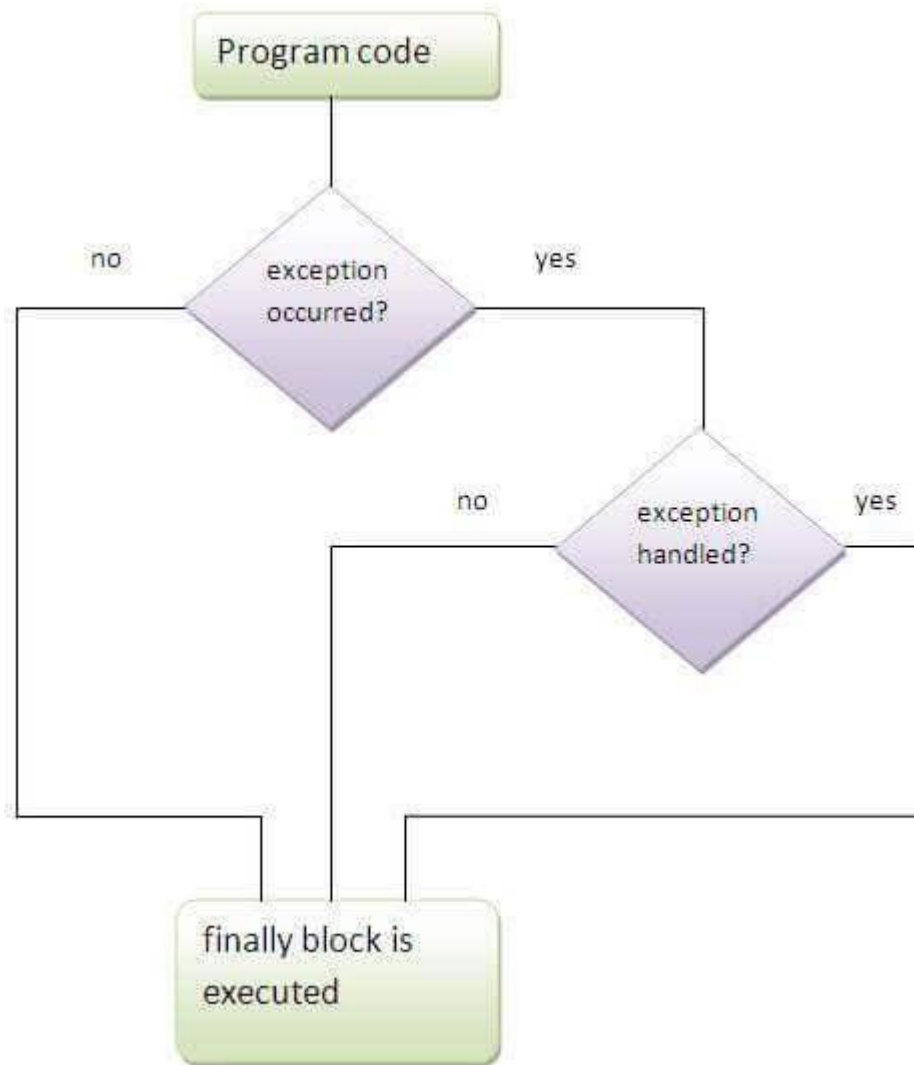 Program code
no
yes
exception
occurred?
no
yes
exception
handled?
finally block is
executed